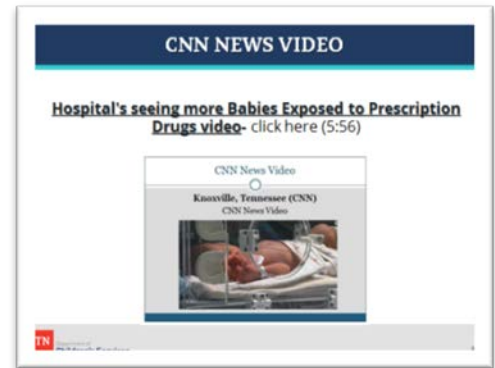 CNN NEWS VIDEO
Hospital's seeing more Babies Exposed to Prescription
Drugs video- click here (5:56)
CNN News Video
Knoxville, Tennessee (CNN)
CNN News Video
TN